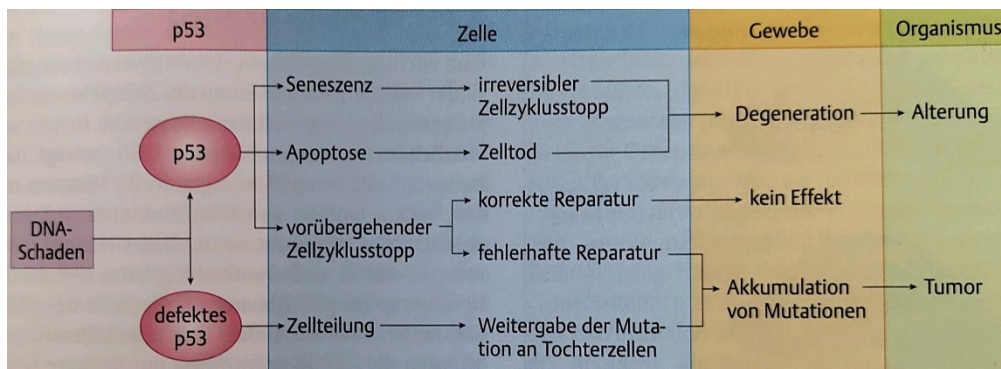 p53
Zelle
Gewebe
Organismus
Seneszenz
irreversibler
Zellzyklusstopp
Degeneration
Alterung
p53
Apoptose
Zelltod
DNA-
Schaden
vorübergehender
Zellzyklusstopp
korrekte Reparatur
kein Effekt
fehlerhafte Reparatur
Akkumulation
von Mutationen
Tumor
defektes
p53
Zellteilung
Weitergabe der Muta-
tion an Tochterzellen